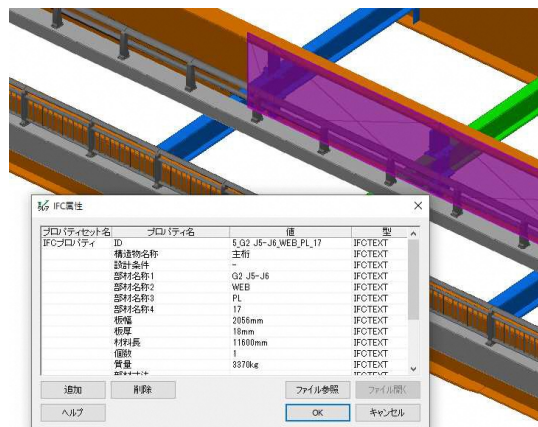 IFC属性
プロパティセット名 プロパティ名 値 型
IFCプロパティ ID 5_G2 J5-J6_WEB_PL_17 IFCTEXT
構造物名称 主桁 IFCTEXT
設計条件 - IFCTEXT
部材名称1 G2 J5-J6 IFCTEXT
部材名称2 WEB IFCTEXT
部材名称3 PL IFCTEXT
部材名称4 17 IFCTEXT
板幅 2056mm IFCTEXT
板厚 18mm IFCTEXT
材料長 11600mm IFCTEXT
個数 1 IFCTEXT
質量 3370kg IFCTEXT
追加 削除 ファイル参照 ファイル開く
ヘルプ OK キャンセル